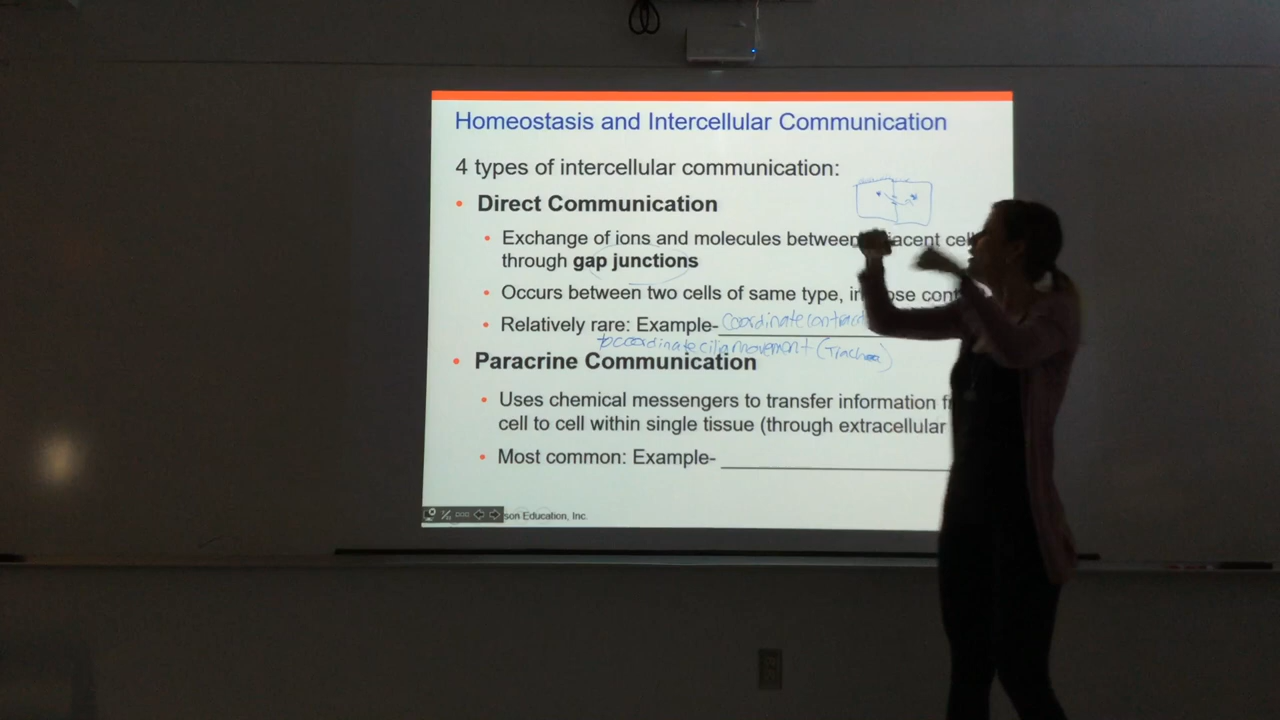 Homeostasis and Intercellular Communication
4 types of intercellular communication:
• Direct Communication
• Exchange of ions and molecules between
through gap junctions
• Occurs between two cells of same type, in
• Relatively rare: Example- Coordinate
to coordinate cilia movement (Trachea)
• Paracrine Communication
• Uses chemical messengers to transfer information
cell to cell within single tissue (through extracellular
• Most common: Example-
son Education, Inc.